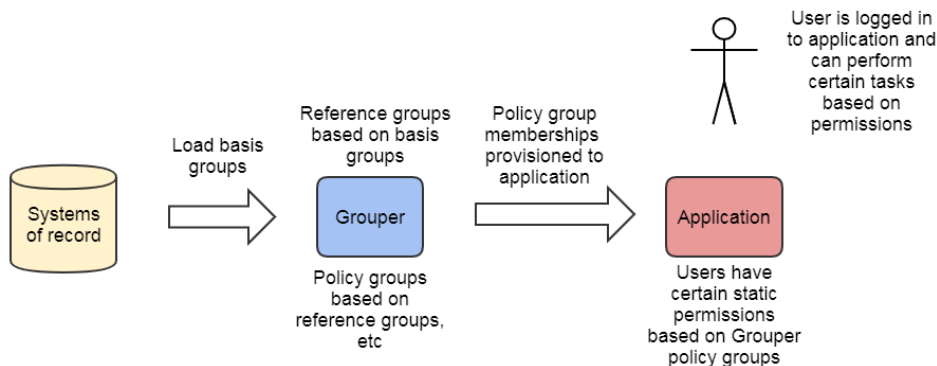 Systems
of record
Load basis
groups
Reference groups
based on basis
groups
Grouper
Policy groups
based on
reference groups,
etc
Policy group
memberships
provisioned to
application
User is logged in
to application and
can perform
certain tasks
based on
permissions
Application
Users have
certain static
permissions
based on Grouper
policy groups